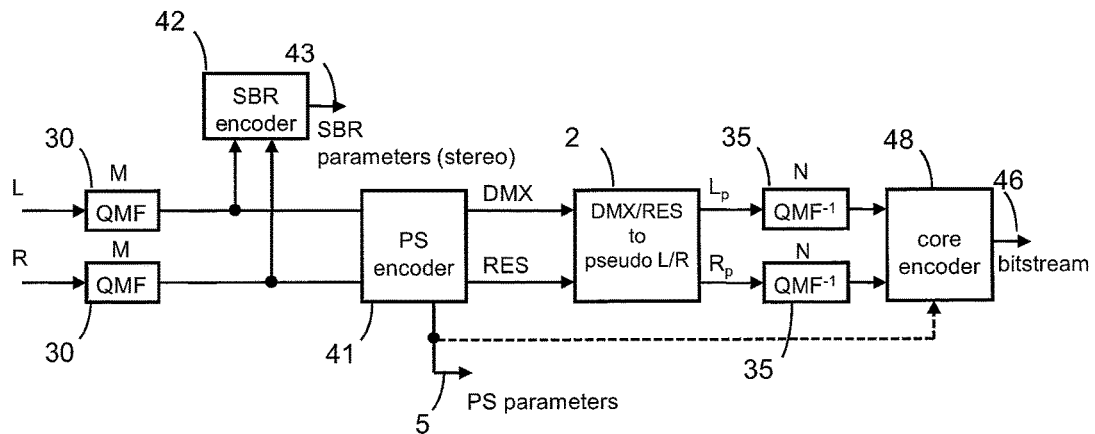 42
43
SBR
encoder
SBR
parameters (stereo)
30
M
L
QMF
R
M
QMF
30
PS
encoder
41
DMX
RES
2
DMX/RES
to
pseudo L/R
Lp
Rp
35
N
QMF-1
N
QMF-1
35
48
core
encoder
46
bitstream
5
PS parameters